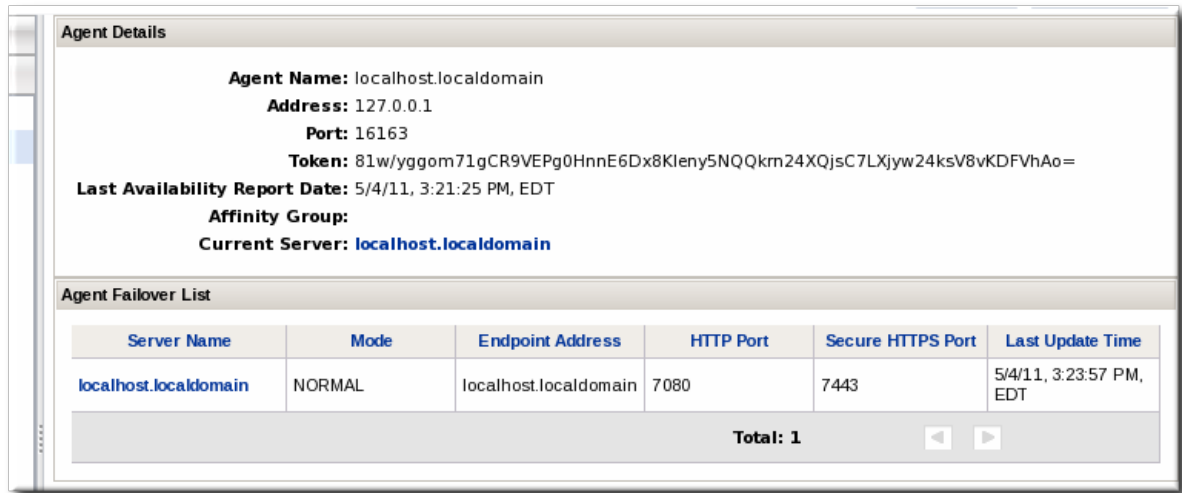 Agent Details
Agent Name: localhost.localdomain
Address: 127.0.0.1
Port: 16163
Token: 81w/yggom71gCR9VEPg0HnnE6Dx8KIeny5NQQkrn24XQjsC7LXjyw24ksV8vKDFVhAo=
Last Availability Report Date: 5/4/11, 3:21:25 PM, EDT
Affinity Group:
Current Server: localhost.localdomain
Agent Failover List
Server Name Mode Endpoint Address HTTP Port Secure HTTPS Port Last Update Time
localhost.localdomain NORMAL localhost.localdomain 7080 7443 5/4/11, 3:23:57 PM,
EDT
Total: 1